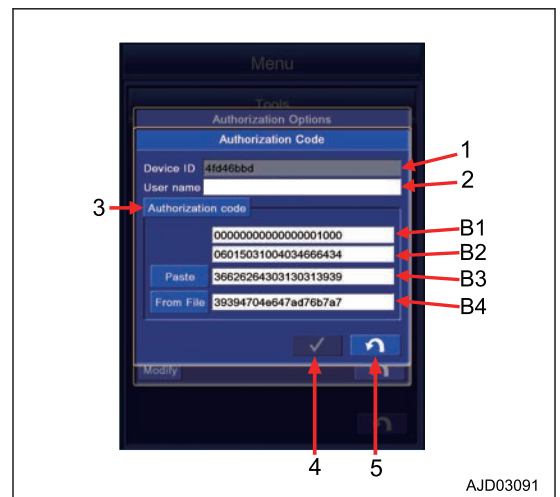 Menu
Tools
Authorization Options
Authorization Code
Device ID 4fd46bbd 1
User name 2
3 Authorization code
00000000000000001000 B1
06015031004034666434 B2
Paste 36626264303130313939 B3
From File 39394704e647ad76b7a7 B4
Modify
4 5
AJD03091